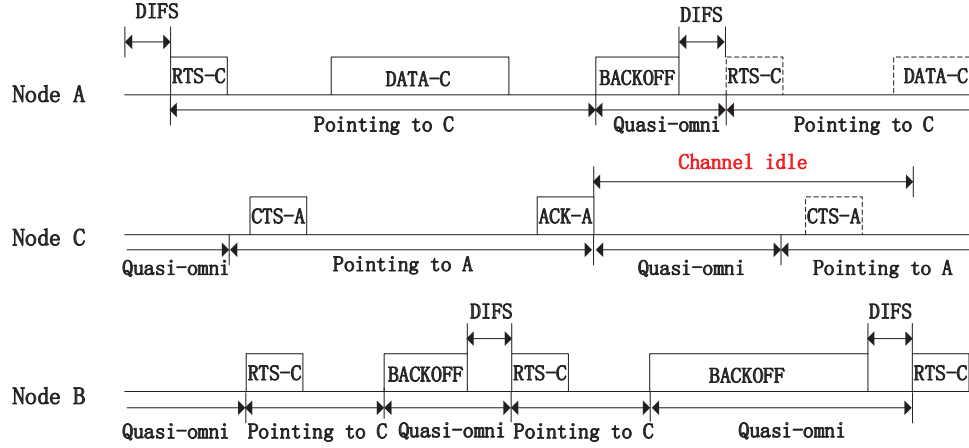 DIFS
DIFS
RTS-C
DATA-C
BACKOFF
RTS-C
DATA-C
Node A
Pointing to C
Quasi-omni
Pointing to C
Channel idle
CTS-A
ACK-A
CTS-A
Node C
Quasi-omni
Pointing to A
Quasi-omni
Pointing to A
DIFS
DIFS
RTS-C
BACKOFF
RTS-C
BACKOFF
RTS-C
Node B
Quasi-omni
Pointing to C
Quasi-omni
Pointing to C
Quasi-omni